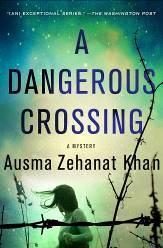 "[AN] EXCEPTIONAL SERIES." —THE WASHINGTON POST
A
DANGEROUS
CROSSING
A MYSTERY
Ausma Zehanat Khan